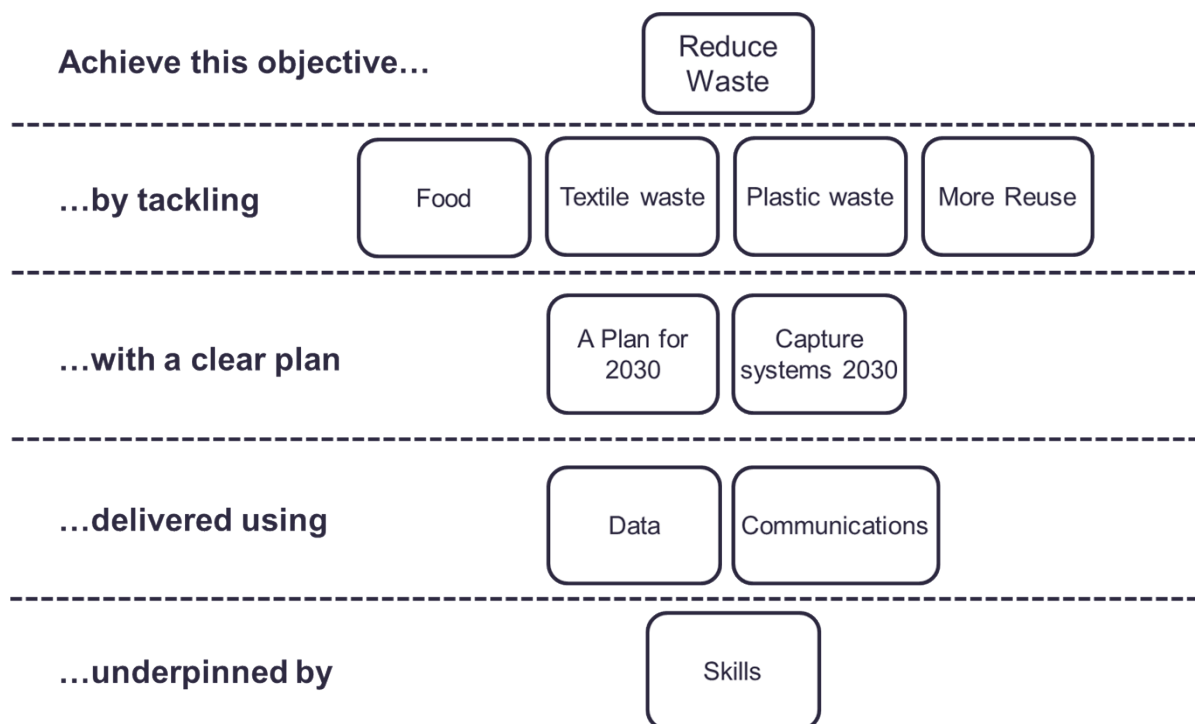 Achieve this objective…
Reduce
Waste
…by tackling
Food
Textile waste
Plastic waste
More Reuse
…with a clear plan
A Plan for
2030
Capture
systems 2030
…delivered using
Data
Communications
…underpinned by
Skills